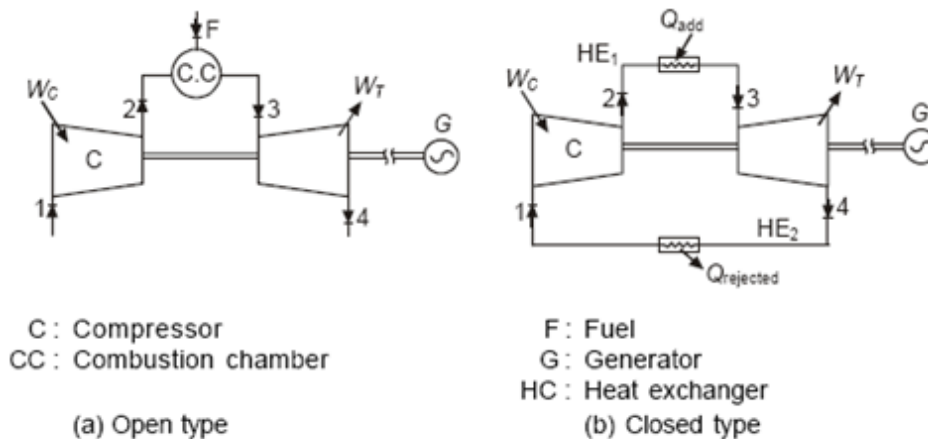 F
C.C
W_C
2
3
W_T
G
C
1
4
(a) Open type
Q_add
HE_1
W_C
2
3
W_T
G
C
1
4
HE_2
Q_rejected
C : Compressor
CC : Combustion chamber
F : Fuel
G : Generator
HC : Heat exchanger
(b) Closed type